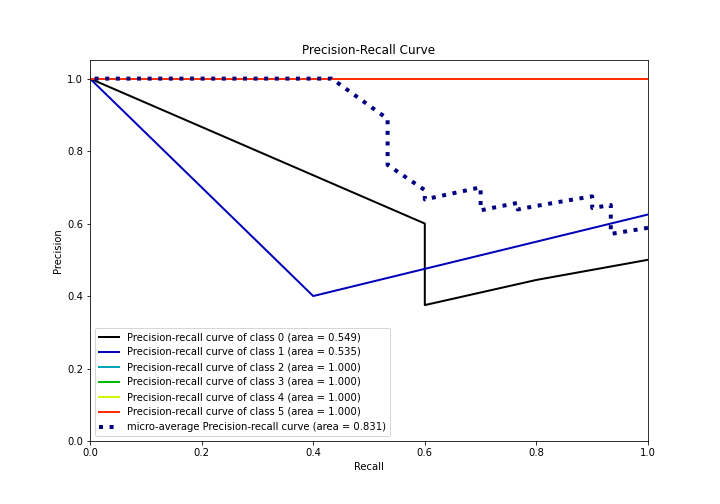 Precision-Recall Curve
1.0
0.8
0.6
0.4
0.2
0.0
Precision
Precision-recall curve of class 0 (area = 0.549)
Precision-recall curve of class 1 (area = 0.535)
Precision-recall curve of class 2 (area = 1.000)
Precision-recall curve of class 3 (area = 1.000)
Precision-recall curve of class 4 (area = 1.000)
Precision-recall curve of class 5 (area = 1.000)
micro-average Precision-recall curve (area = 0.831)
0.0 0.2 0.4 0.6 0.8 1.0
Recall